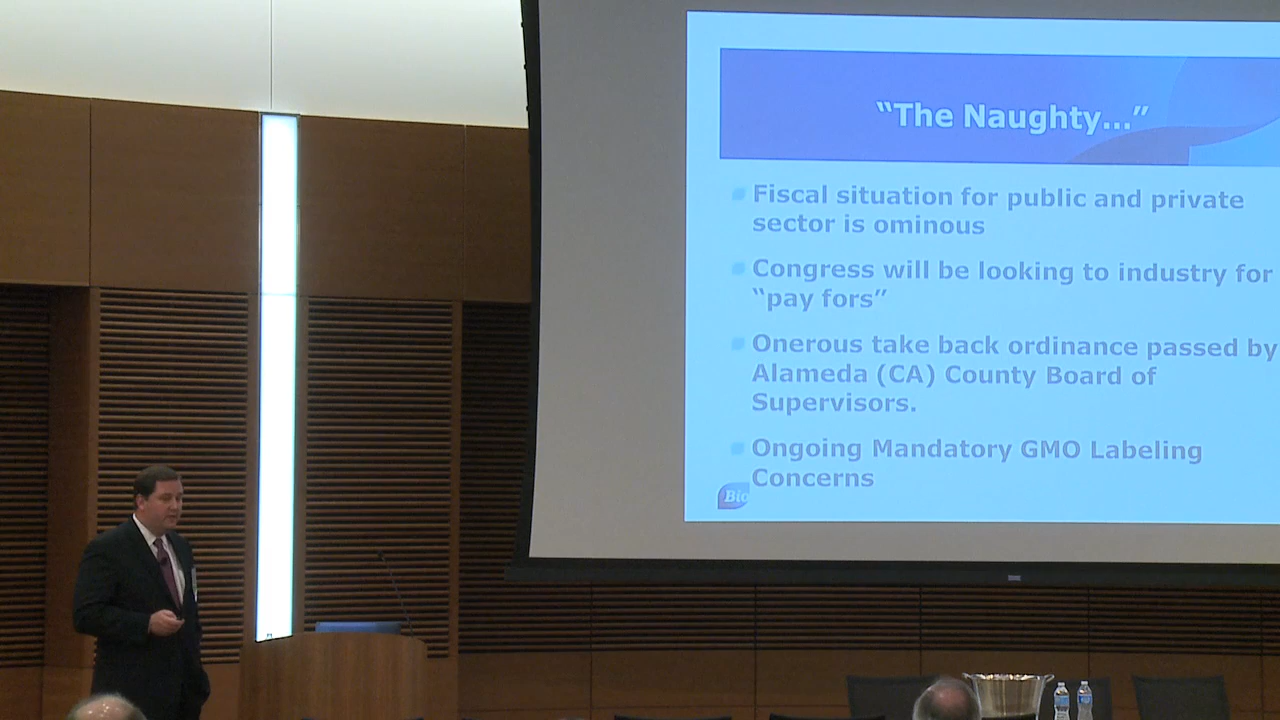 “The Naughty...”
Fiscal situation for public and private
sector is ominous
Congress will be looking to industry for
“pay fors”
Onerous take back ordinance passed by
Alameda (CA) County Board of
Supervisors.
Ongoing Mandatory GMO Labeling
Concerns
Bio